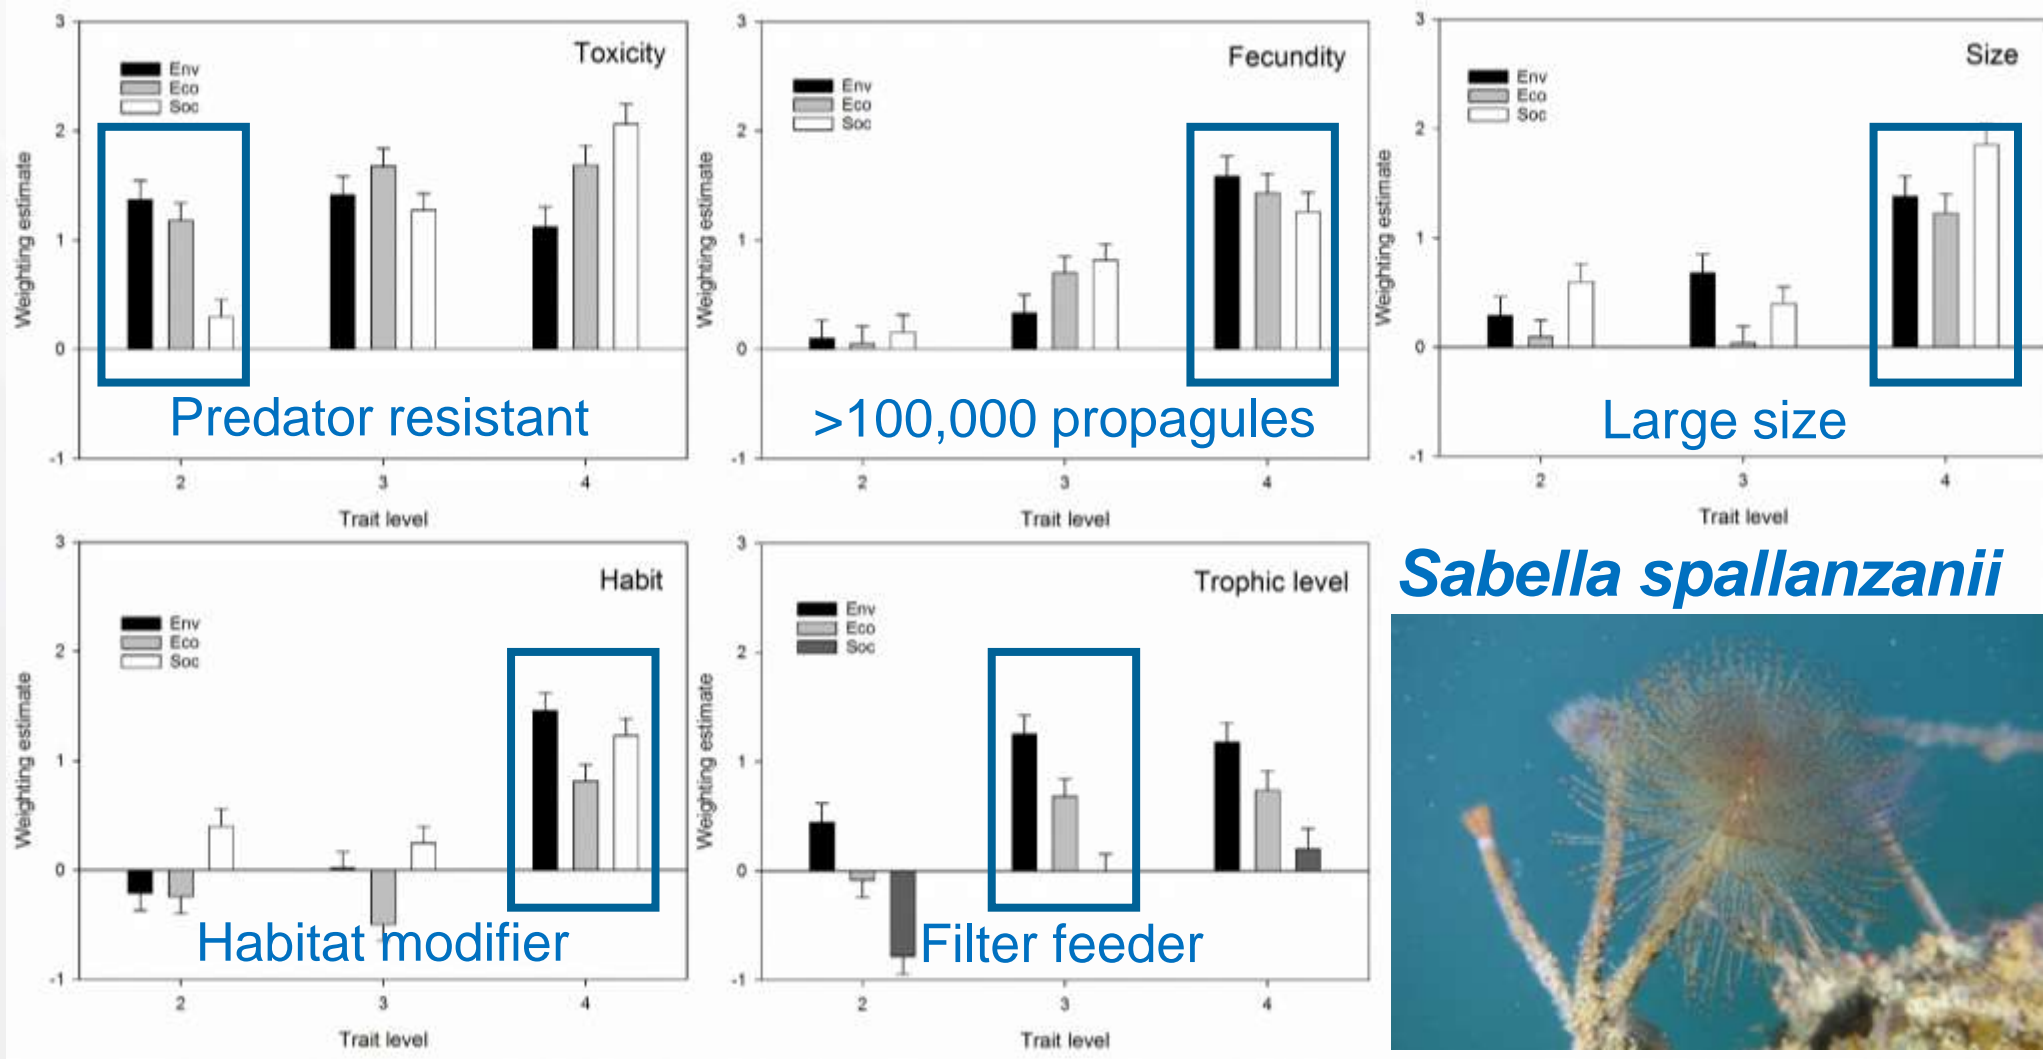 Toxicity
Env
Eco
Soc
3
2
1
0
-1
Weighting estimate
Predator resistant
2 3 4
Trait level
Fecundity
Env
Eco
Soc
3
2
1
0
-1
Weighting estimate
>100,000 propagules
2 3 4
Trait level
Size
Env
Eco
Soc
3
2
1
0
-1
Weighting estimate
Large size
2 3 4
Trait level
Habit
Env
Eco
Soc
3
2
1
0
-1
Weighting estimate
Habitat modifier
2 3 4
Trait level
Trophic level
Env
Eco
Soc
3
2
1
0
-1
Weighting estimate
Filter feeder
2 3 4
Trait level
Sabella spallanzanii